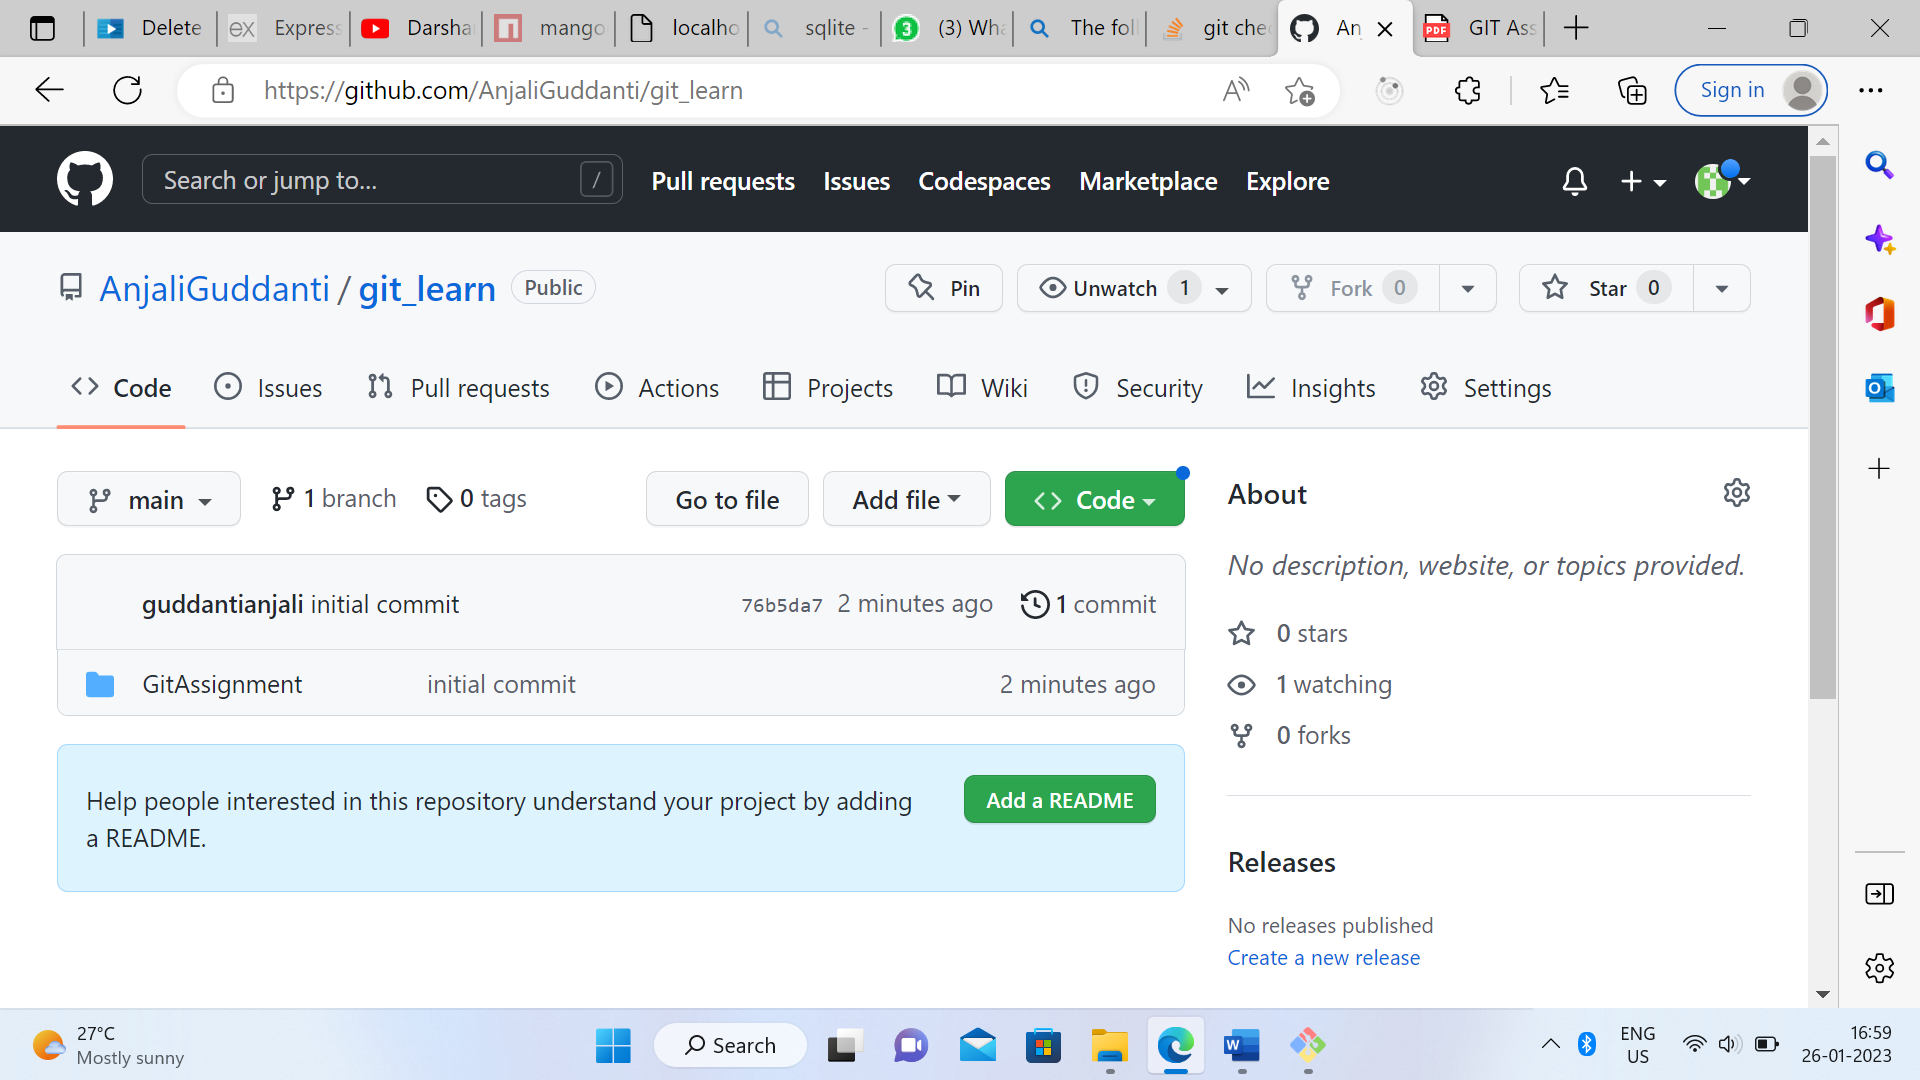 Delete
Express
Darsha
mango
localho
sqlite -
(3) Wha
The foll
git chec
An
GIT Ass
https://github.com/AnjaliGuddanti/git_learn
Sign in
Search or jump to...
/
Pull requests
Issues
Codespaces
Marketplace
Explore
AnjaliGuddanti / git_learn
Public
Pin
Unwatch 1
Fork 0
Star 0
Code
Issues
Pull requests
Actions
Projects
Wiki
Security
Insights
Settings
main
1 branch
0 tags
Go to file
Add file
Code
guddantianjali initial commit
76b5da7 2 minutes ago
1 commit
GitAssignment
initial commit
2 minutes ago
Help people interested in this repository understand your project by adding
a README.
Add a README
About
No description, website, or topics provided.
0 stars
1 watching
0 forks
Releases
No releases published
Create a new release
27°C
Mostly sunny
Search
ENG
US
16:59
26-01-2023